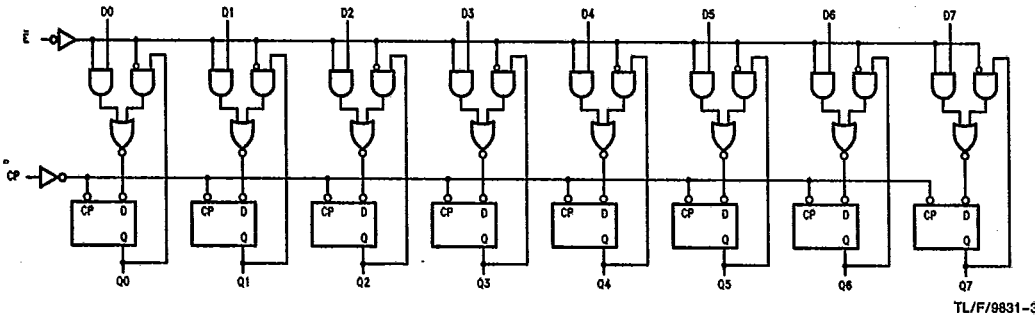 D0 D1 D2 D3 D4 D5 D6 D7
CP
CP D CP D CP D CP D CP D CP D CP D CP D
Q Q Q Q Q Q Q Q
Q0 Q1 Q2 Q3 Q4 Q5 Q6 Q7
TL/F/9831-3